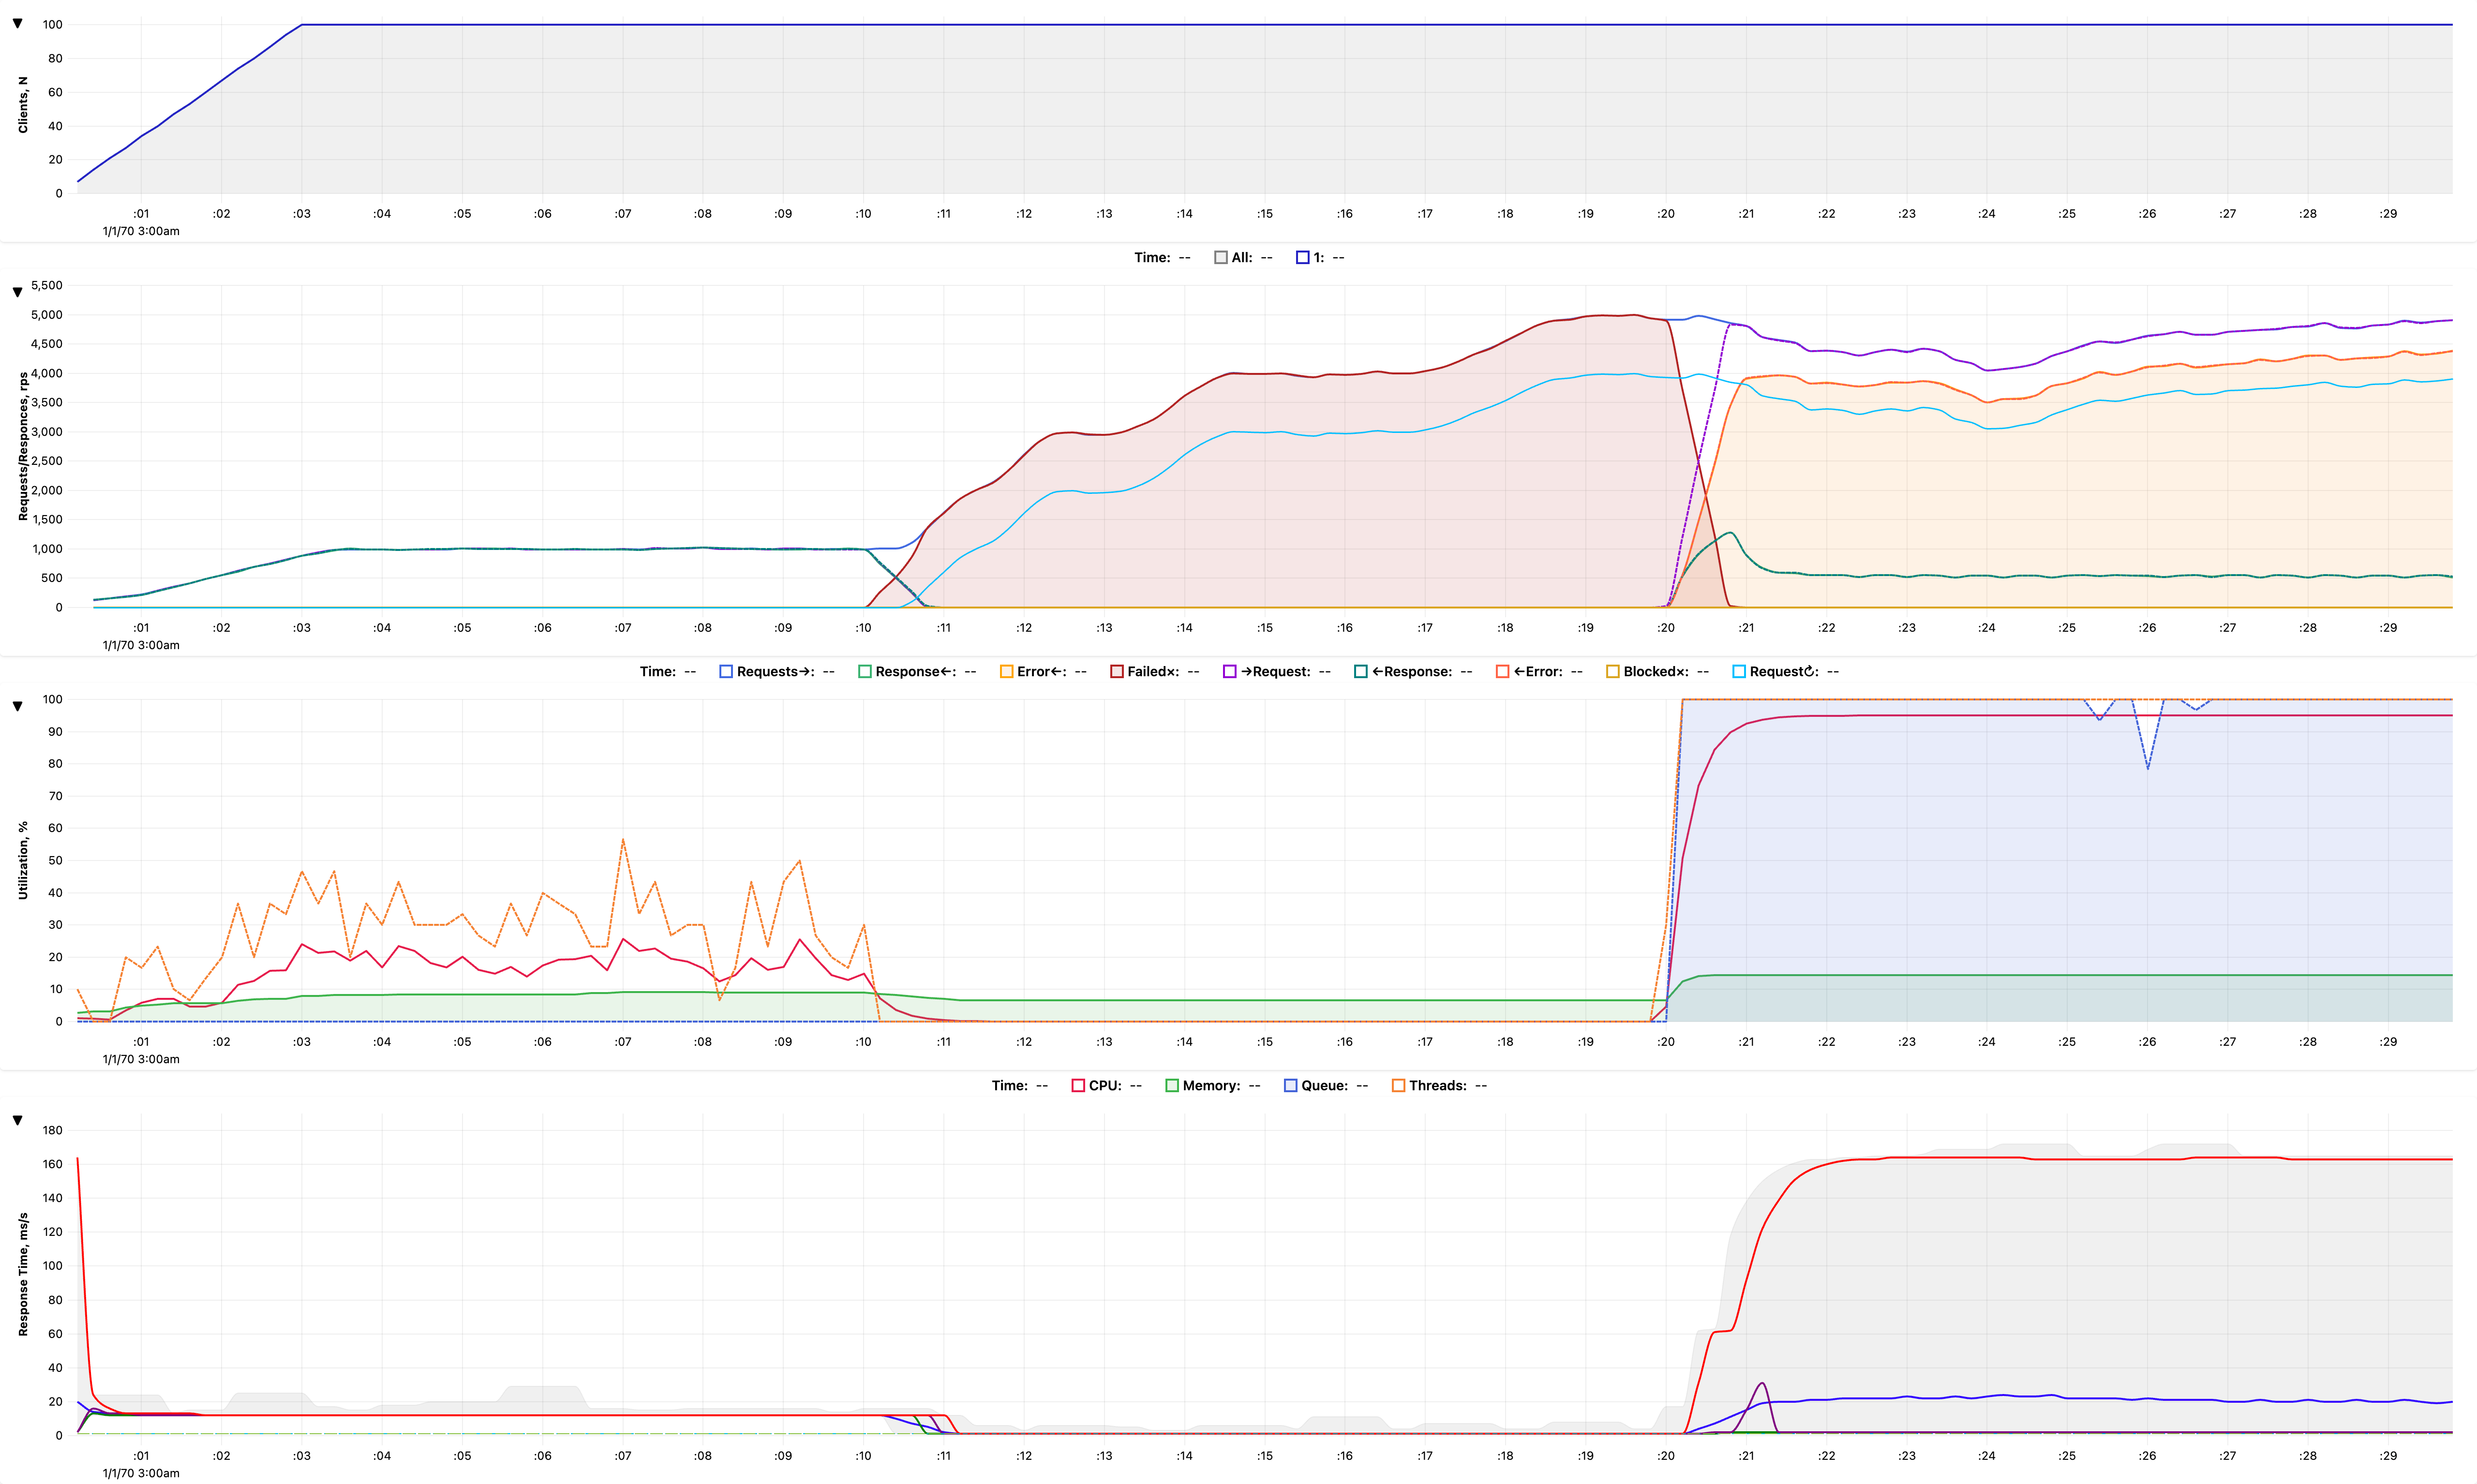 ▼
Clients, N
100
80
60
40
20
0
:01 :02 :03 :04 :05 :06 :07 :08 :09 :10 :11 :12 :13 :14 :15 :16 :17 :18 :19 :20 :21 :22 :23 :24 :25 :26 :27 :28 :29
1/1/70 3:00am
Time: -- All: -- 1: --
▼
Requests/Responces, rps
5,500
5,000
4,500
4,000
3,500
3,000
2,500
2,000
1,500
1,000
500
0
:01 :02 :03 :04 :05 :06 :07 :08 :09 :10 :11 :12 :13 :14 :15 :16 :17 :18 :19 :20 :21 :22 :23 :24 :25 :26 :27 :28 :29
1/1/70 3:00am
Time: -- Requests→: -- Response←: -- Error←: -- Failed×: -- →Request: -- ←Response: -- ←Error: -- Blocked×: -- Request↻: --
▼
Utilization, %
100
90
80
70
60
50
40
30
20
10
0
:01 :02 :03 :04 :05 :06 :07 :08 :09 :10 :11 :12 :13 :14 :15 :16 :17 :18 :19 :20 :21 :22 :23 :24 :25 :26 :27 :28 :29
1/1/70 3:00am
Time: -- CPU: -- Memory: -- Queue: -- Threads: --
▼
Response Time, ms/s
180
160
140
120
100
80
60
40
20
0
:01 :02 :03 :04 :05 :06 :07 :08 :09 :10 :11 :12 :13 :14 :15 :16 :17 :18 :19 :20 :21 :22 :23 :24 :25 :26 :27 :28 :29
1/1/70 3:00am